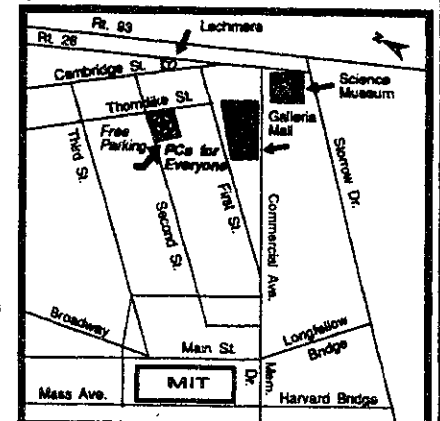 Rt. 93
Lechmere
Rt. 28
Cambridge St.
Science
Museum
Thorndike St.
Galleria
Mall
Free
Parking
PCs for
Everyone
Third St.
Second St.
First St.
Commercial Ave.
Storrow Dr.
Broadway
Main St.
Longfellow
Bridge
MIT
Mem.
Dr.
Mass Ave.
Harvard Bridge